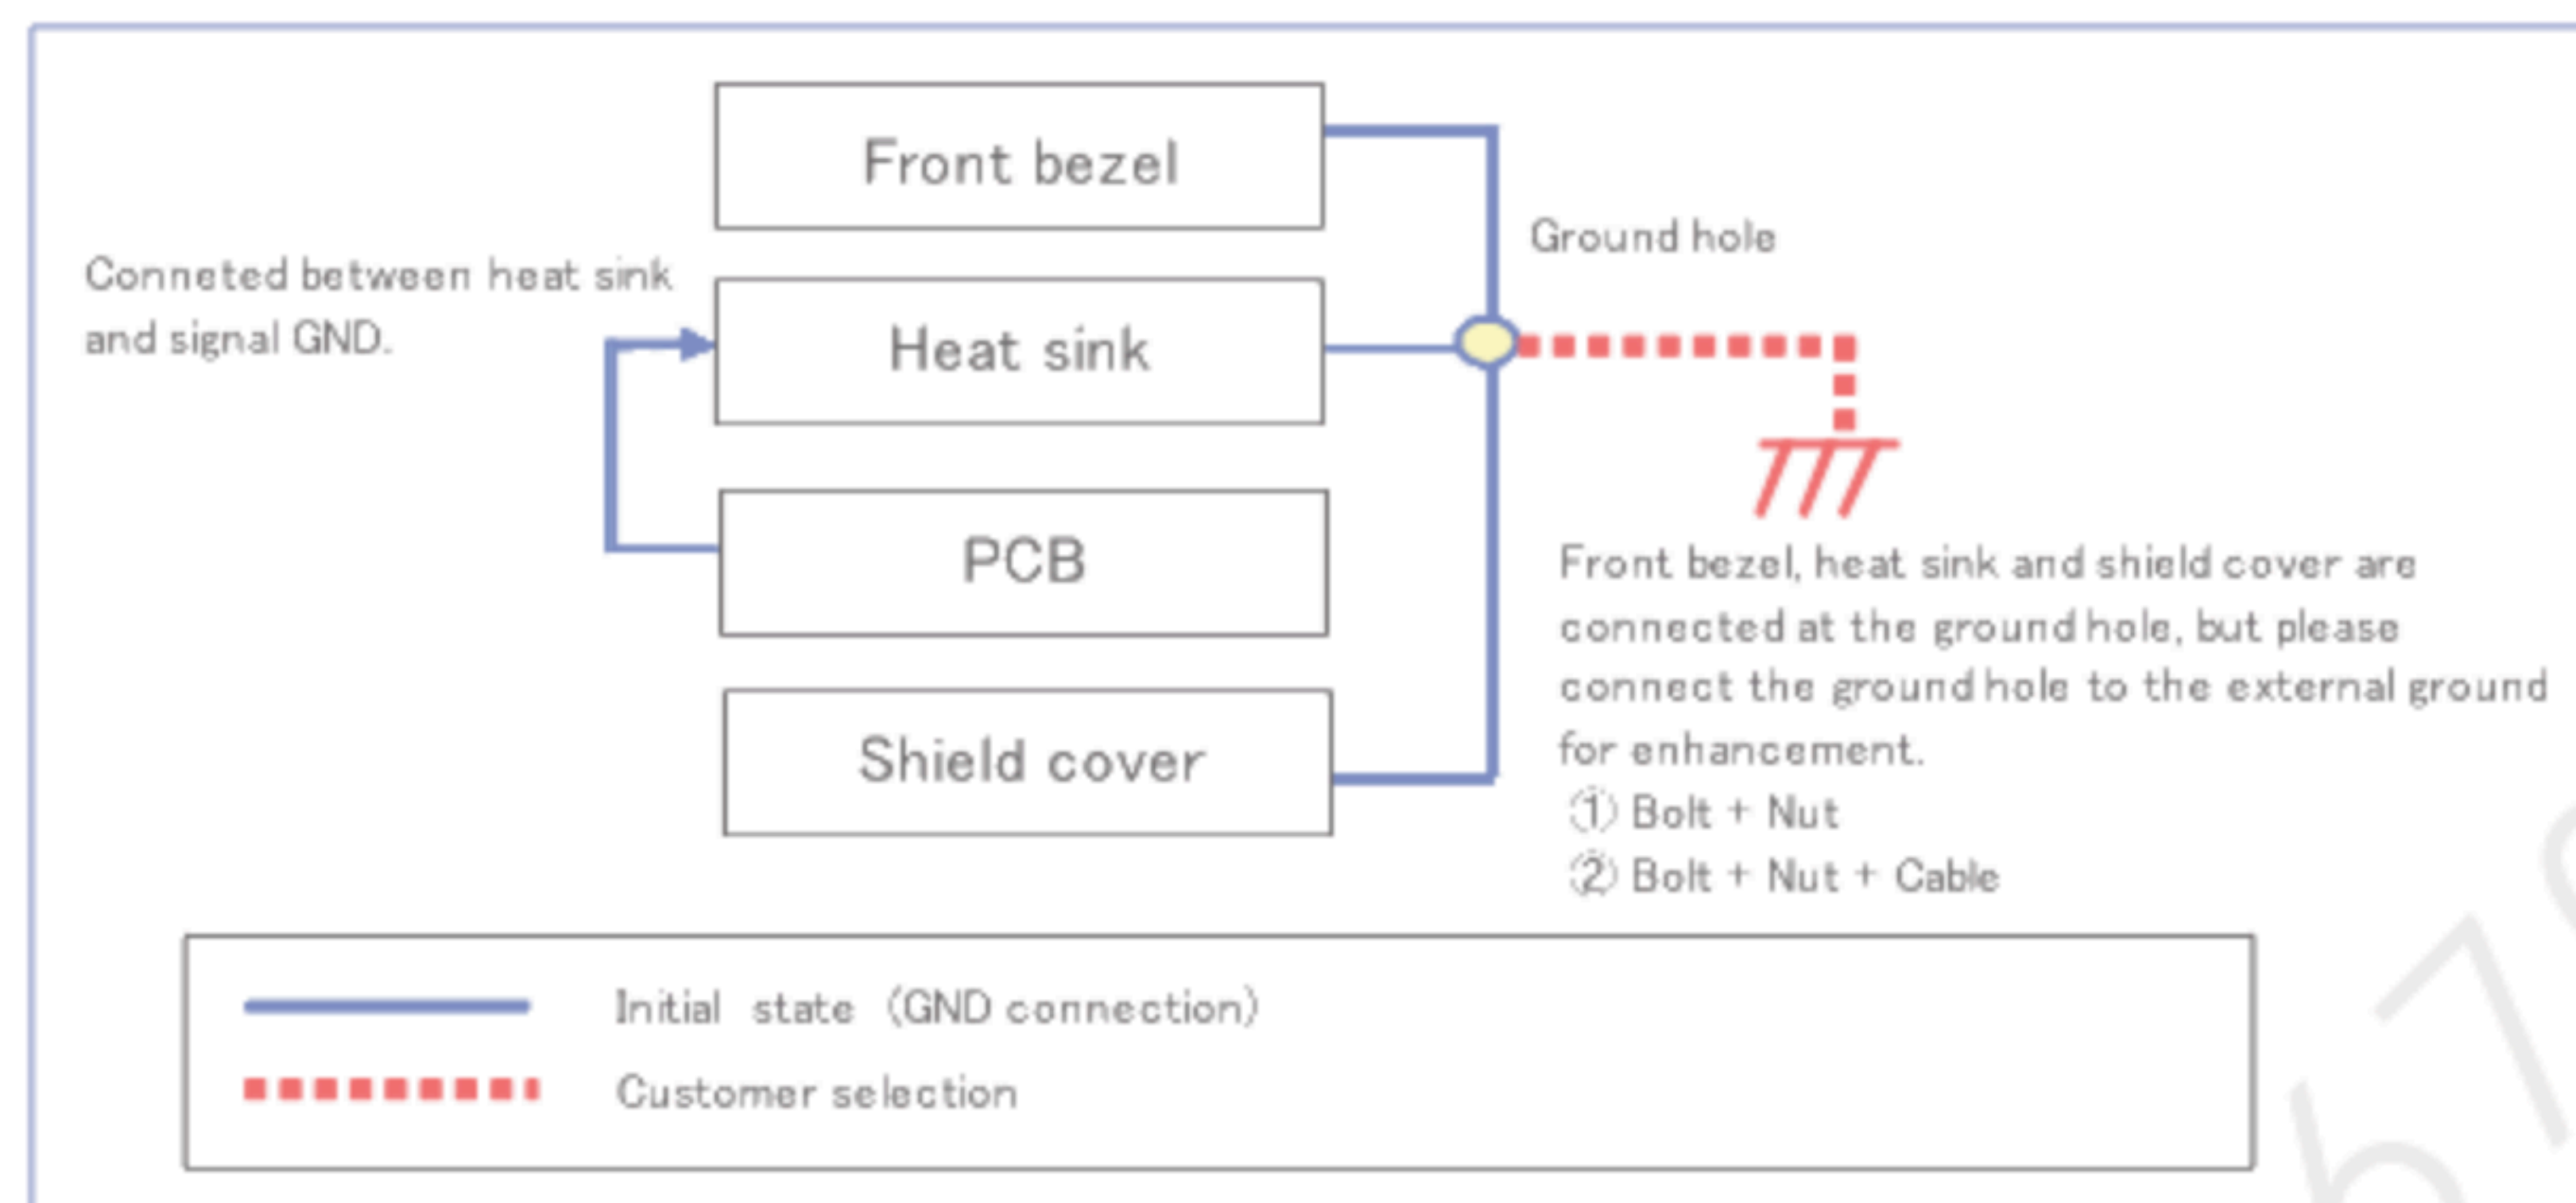 Front bezel
Ground hole
Conneted between heat sink
and signal GND.
Heat sink
PCB
Front bezel, heat sink and shield cover are
connected at the ground hole, but please
connect the ground hole to the external ground
for enhancement.
① Bolt + Nut
② Bolt + Nut + Cable
Shield cover
Initial state (GND connection)
Customer selection